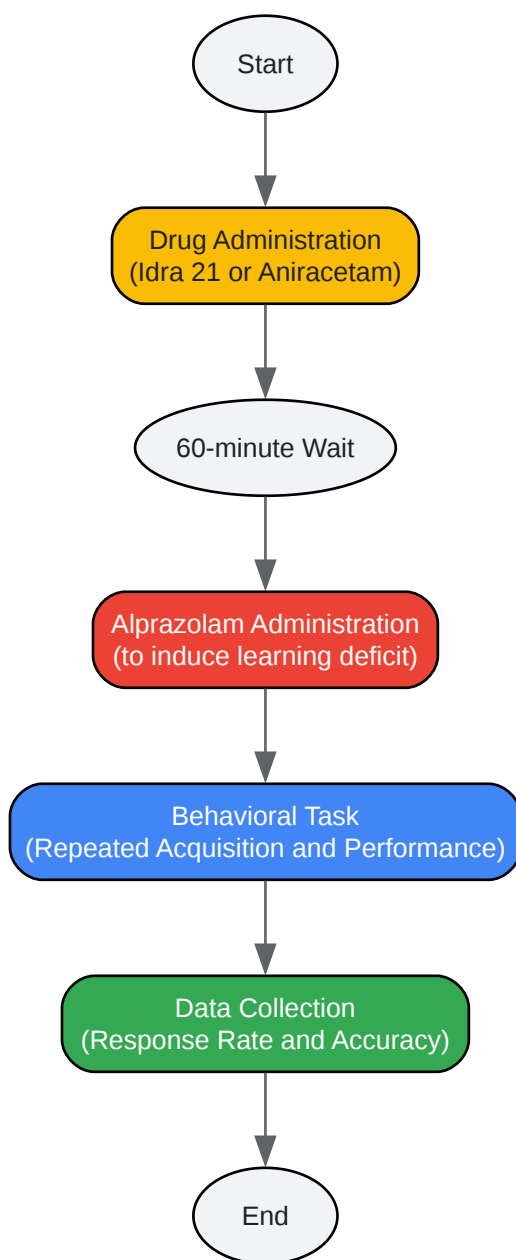 Start
Drug Administration
(Idra 21 or Aniracetam)
60-minute Wait
Alprazolam Administration
(to induce learning deficit)
Behavioral Task
(Repeated Acquisition and Performance)
Data Collection
(Response Rate and Accuracy)
End